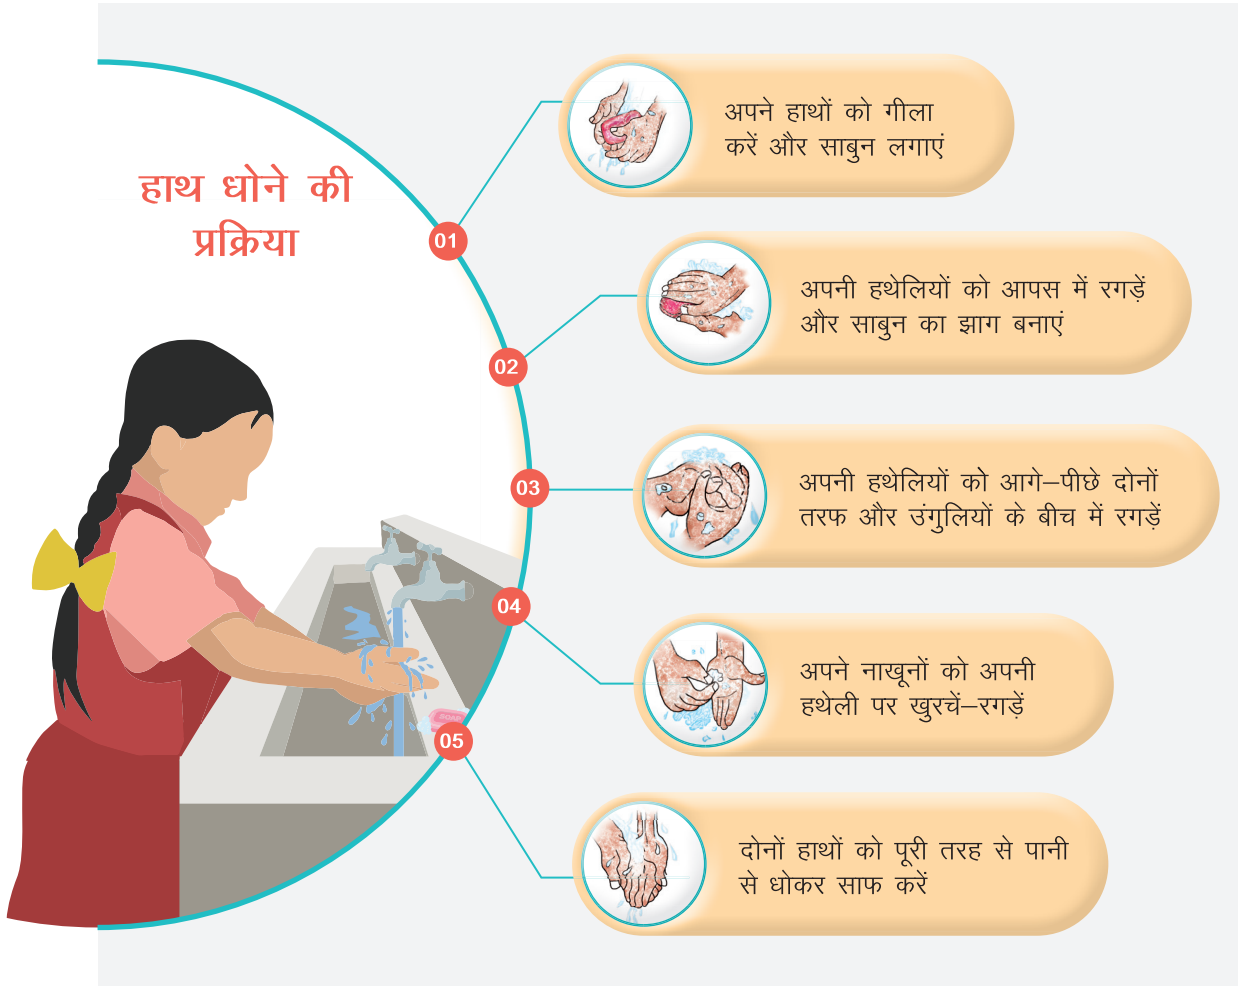 हाथ धोने की
प्रक्रिया
01
अपने हाथों को गीला
करें और साबुन लगाएं
02
अपनी हथेलियों को आपस में रगड़ें
और साबुन का झाग बनाएं
03
अपनी हथेलियों को आगे–पीछे दोनों
तरफ और उंगुलियों के बीच में रगड़ें
04
अपने नाखूनों को अपनी
हथेली पर खुरचें–रगड़ें
SOAP
05
दोनों हाथों को पूरी तरह से पानी
से धोकर साफ करें